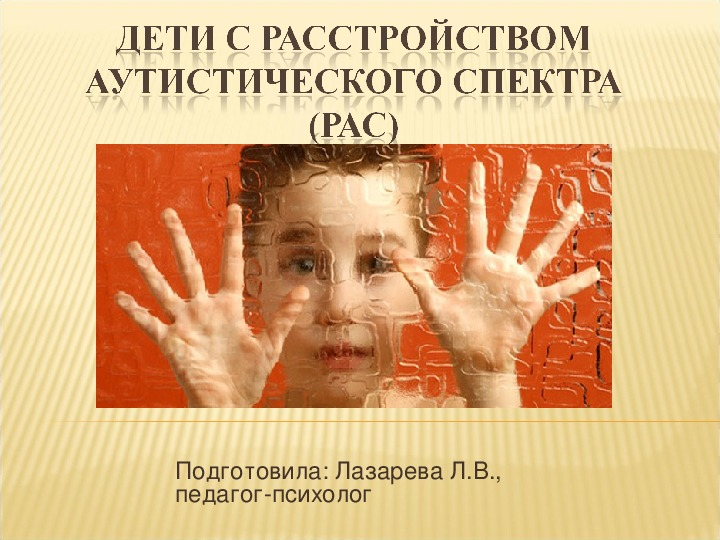 ДЕТИ С РАССТРОЙСТВОМ
АУТИСТИЧЕСКОГО СПЕКТРА
(РАС)
Подготовила: Лазарева Л.В.,
педагог-психолог